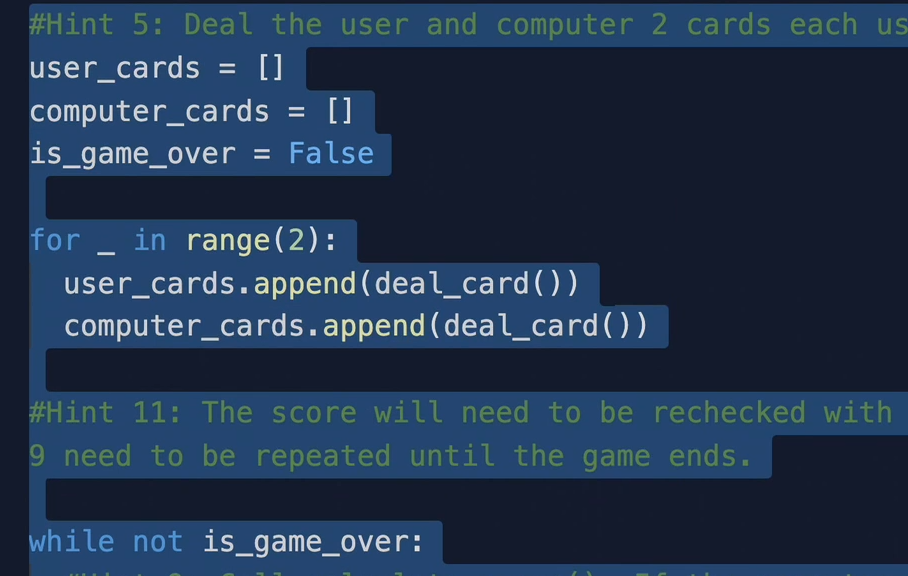 #Hint 5: Deal the user and computer 2 cards each
user_cards = []
computer_cards = []
is_game_over = False
for _ in range(2):
user_cards.append(deal_card())
computer_cards.append(deal_card())
#Hint 11: The score will need to be rechecked with
9 need to be repeated until the game ends.
while not is_game_over: